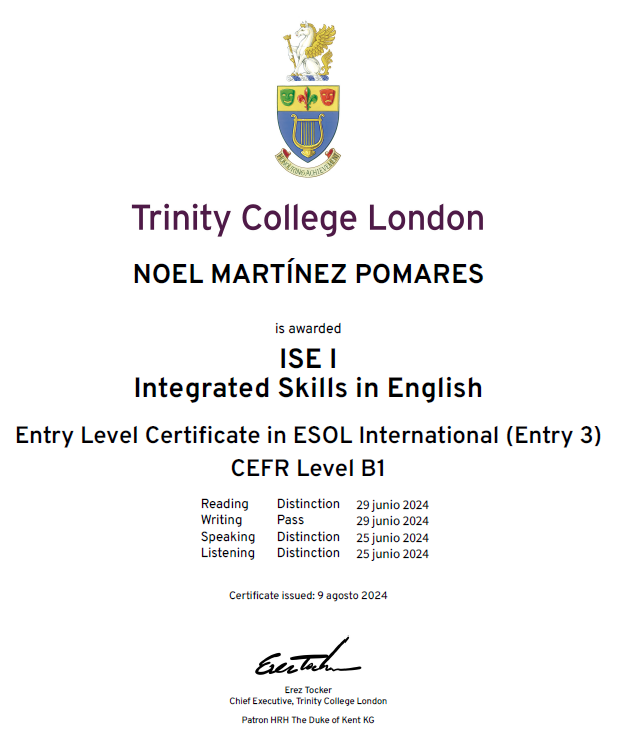 Trinity College London
NOEL MARTÍNEZ POMARES
is awarded
ISE I
Integrated Skills in English
Entry Level Certificate in ESOL International (Entry 3)
CEFR Level B1
Reading Distinction 29 junio 2024
Writing Pass 29 junio 2024
Speaking Distinction 25 junio 2024
Listening Distinction 25 junio 2024
Certificate issued: 9 agosto 2024
Erez Tocker
Erez Tocker
Chief Executive, Trinity College London
Patron HRH The Duke of Kent KG